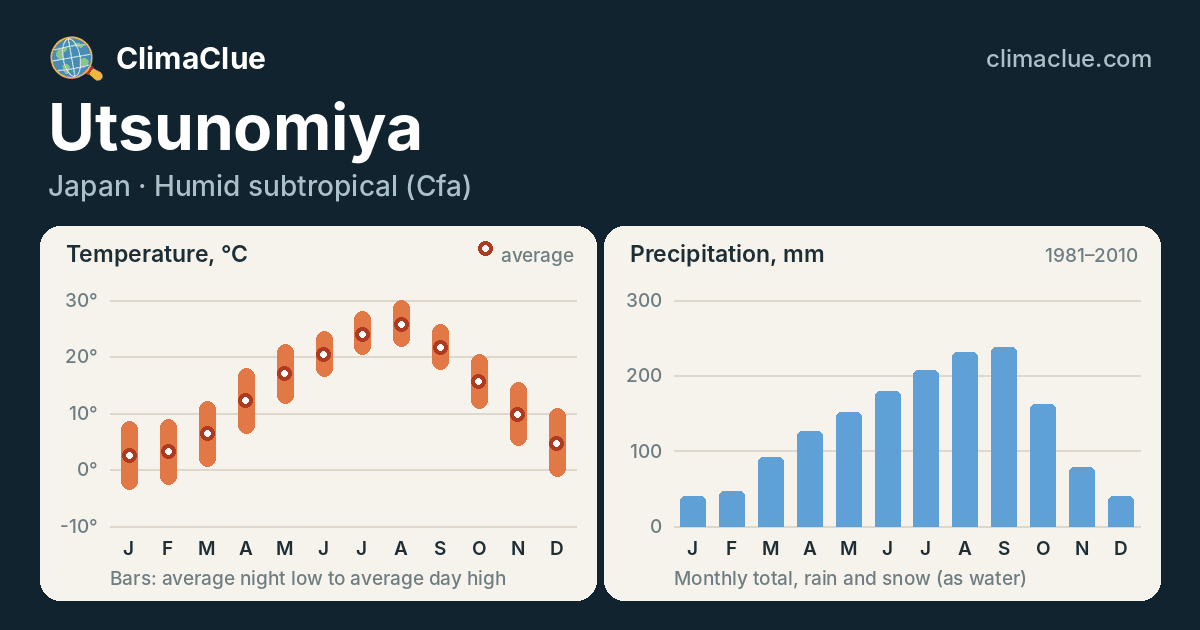 ClimaClue
climaclue.com
Utsunomiya
Japan · Humid subtropical (Cfa)
Temperature, °C
average
30°
20°
10°
0°
-10°
J F M A M J J A S O N D
Bars: average night low to average day high
Precipitation, mm
1981–2010
300
200
100
0
J F M A M J J A S O N D
Monthly total, rain and snow (as water)